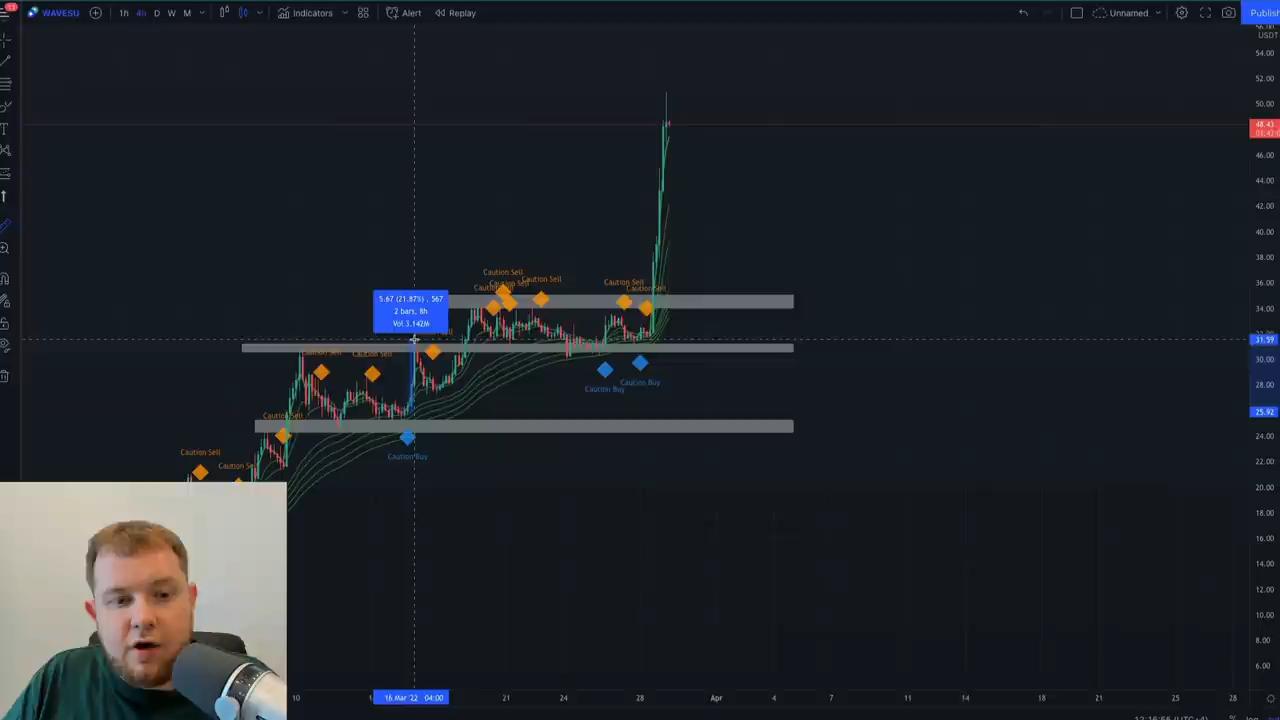 11
WAVESU
1h 4h D W M
Indicators
Alert
Replay
Unnamed
Publish
USDT
54.00
52.00
50.00
48.43
46.00
44.00
42.00
40.00
38.00
36.00
34.00
32.00
31.59
30.00
28.00
25.92
24.00
22.00
20.00
18.00
16.00
14.00
12.00
10.00
8.00
6.00
Caution Sell
Caution Sell
Caution Sell
Caution Sell
5.67 (21.87%) , 567
2 bars, 8h
Vol 3.142M
Caution Sell
Caution Sell
Caution Buy
Caution Buy
Caution Sell
Caution Buy
Caution Sell
10
16 Mar '22 04:00
21
24
28
Apr
4
7
11
14
18
21
25
28